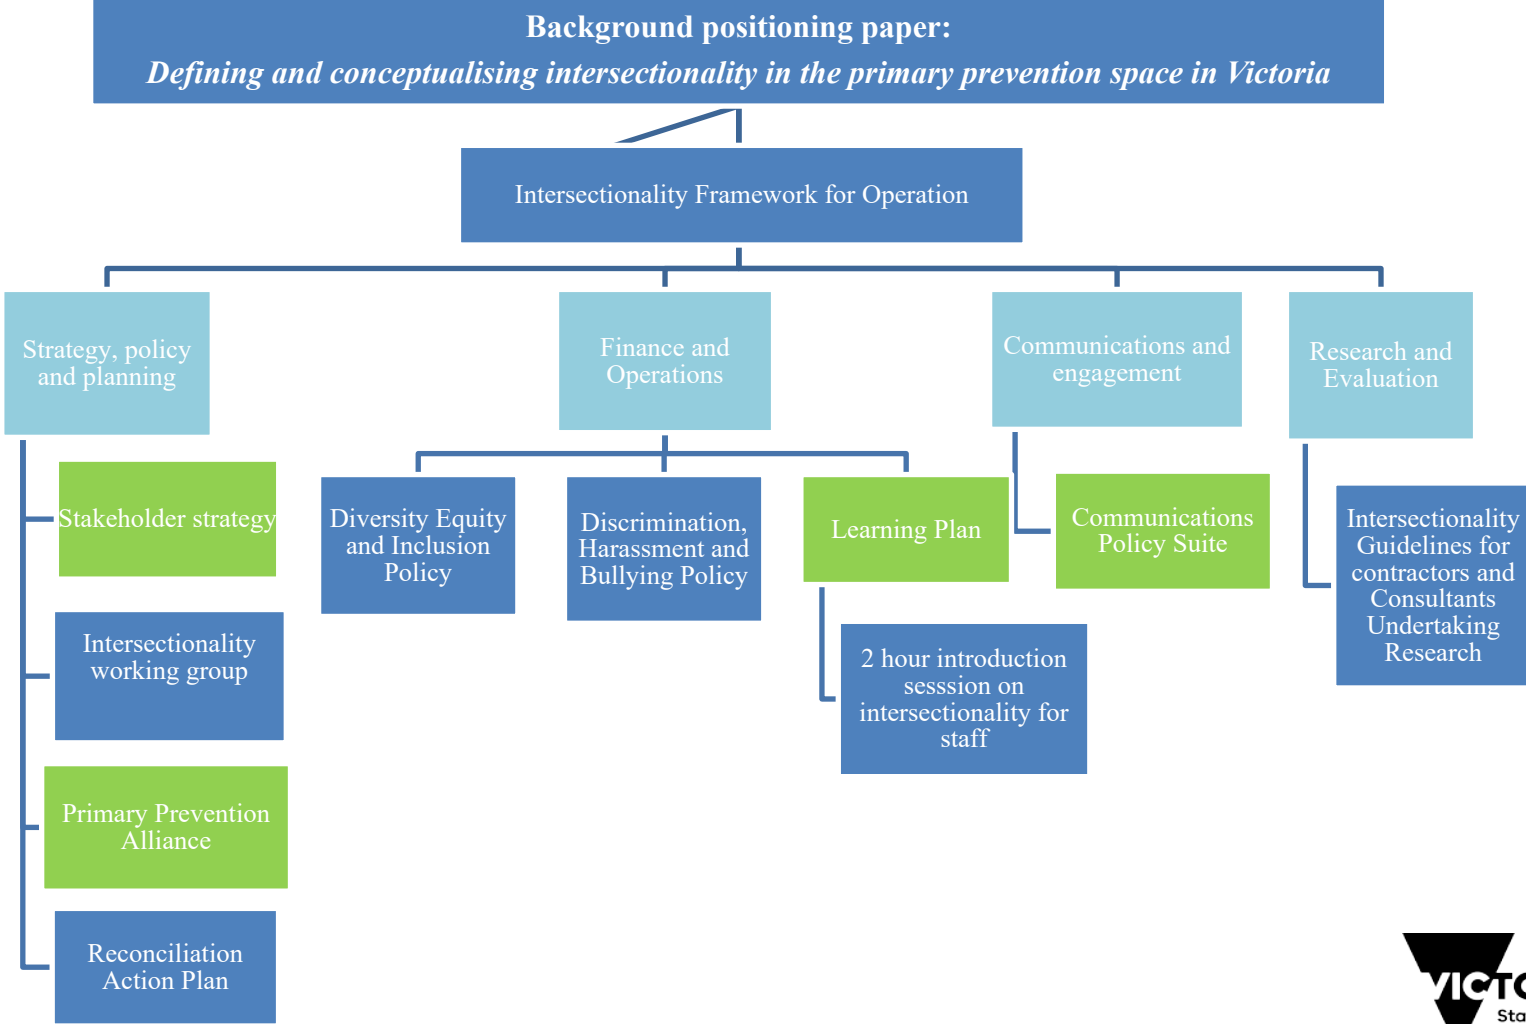 Background positioning paper:
Defining and conceptualising intersectionality in the primary prevention space in Victoria
Intersectionality Framework for Operation
Strategy, policy
and planning
Finance and
Operations
Communications and
engagement
Research and
Evaluation
Stakeholder strategy
Intersectionality
working group
Primary Prevention
Alliance
Reconciliation
Action Plan
Diversity Equity
and Inclusion
Policy
Discrimination,
Harassment and
Bullying Policy
Learning Plan
2 hour introduction
sesssion on
intersectionality for
staff
Communications
Policy Suite
Intersectionality
Guidelines for
contractors and
Consultants
Undertaking
Research